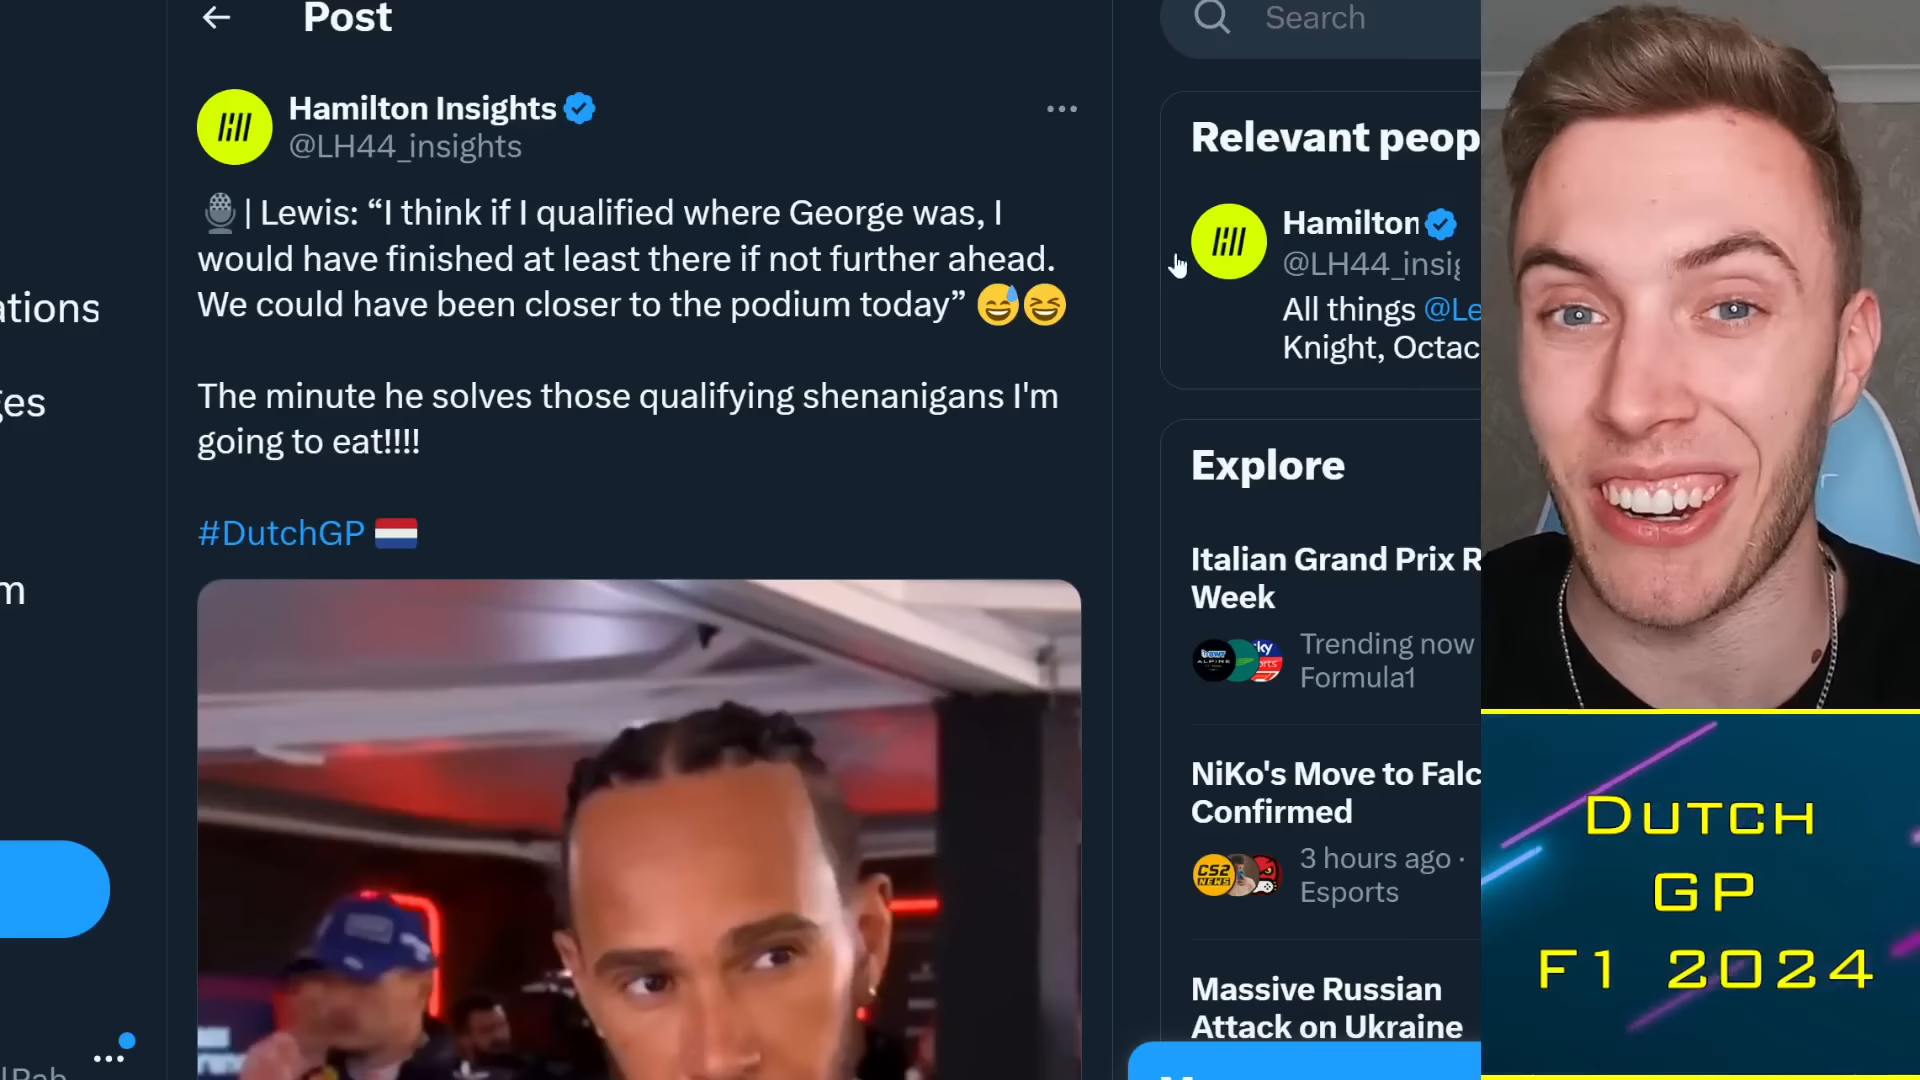 Post
Search
Hamilton Insights
@LH44_insights
| Lewis: “I think if I qualified where George was, I
would have finished at least there if not further ahead.
We could have been closer to the podium today”
The minute he solves those qualifying shenanigans I'm
going to eat!!!!
#DutchGP
Relevant peop
Hamilton
@LH44_insig
All things @Le
Knight, Octac
Explore
Italian Grand Prix R
Week
Trending now
Formula1
NiKo's Move to Falc
Confirmed
CS2
NEWS
3 hours ago ·
Esports
Massive Russian
Attack on Ukraine
ations
ges
m
DUTCH
GP
F1 2024